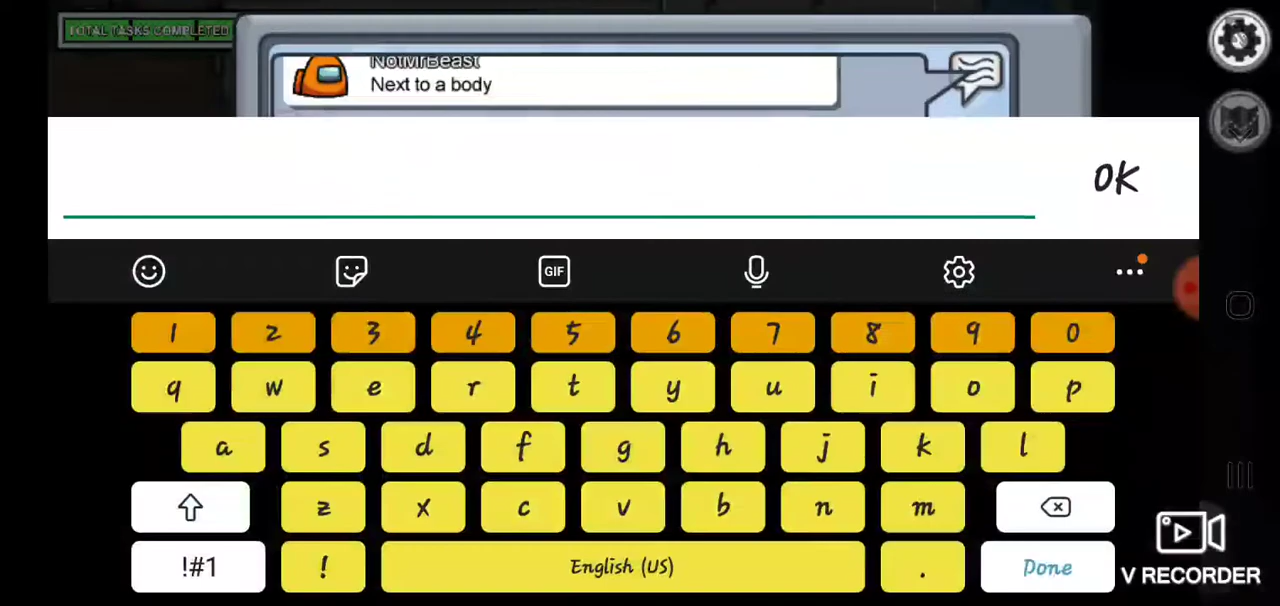 TOTAL TASKS COMPLETED
NotMrBeast
Next to a body
OK
GIF
1 2 3 4 5 6 7 8 9 0
q w e r t y u i o p
a s d f g h j k l
z x c v b n m
!#1 ! English (US) . Done
V RECORDER